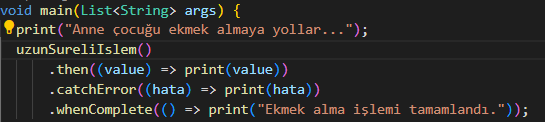 void main(List<String> args) {
print("Anne çocuğu ekmek almaya yollar...");
uzunSureliIslem()
.then((value) => print(value))
.catchError((hata) => print(hata))
.whenComplete(() => print("Ekmek alma işlemi tamamlandı."));